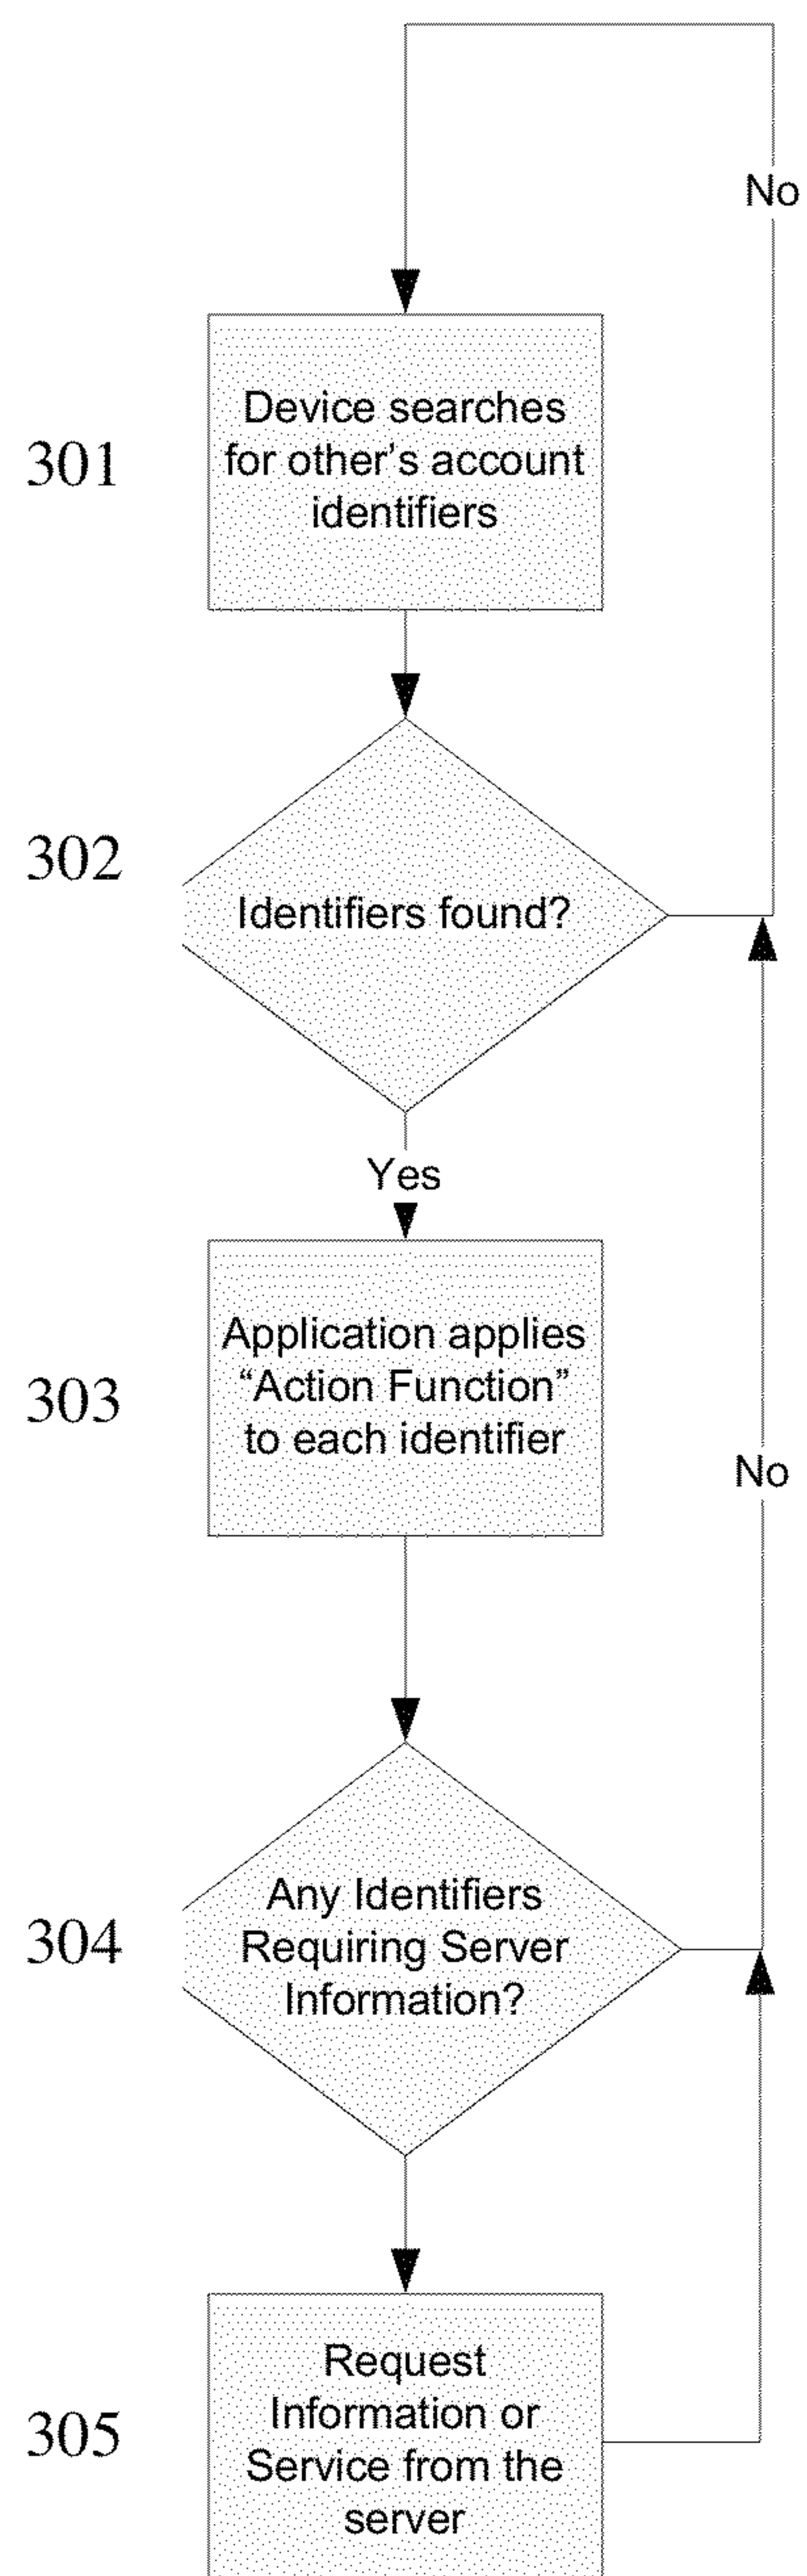 No
301
Device searches
for other's account
identifiers
302
Identifiers found?
Yes
303
Application applies
“Action Function”
to each identifier
No
304
Any Identifiers
Requiring Server
Information?
305
Request
Information or
Service from the
server